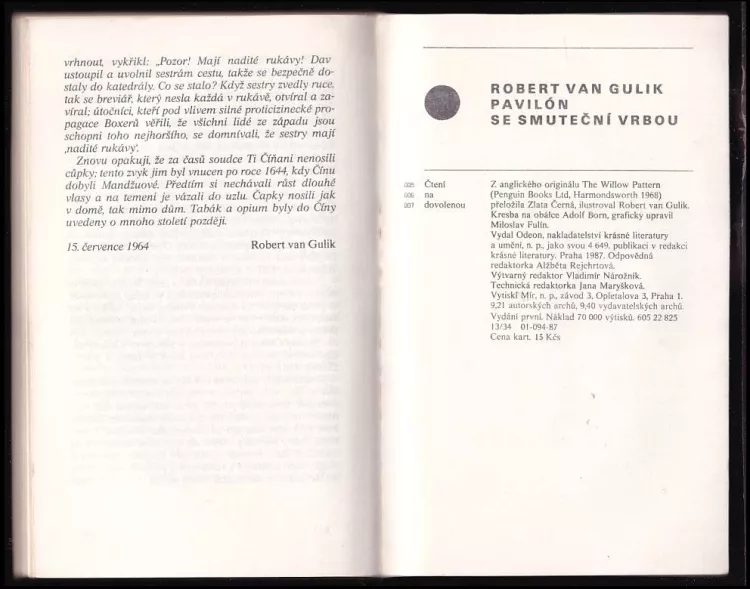 vrhnout, vykřikl: „Pozor! Mají nadité rukávy! Dav
ustoupil a uvolnil sestrám cestu, takže se bezpečně do-
staly do katedrály. Co se stalo? Když sestry zvedly ruce,
tak se breviář, který nesla každá v rukávě, otvíral a za-
víral; útočníci, kteří pod vlivem silné proticizinecké pro-
pagace Boxerů věřili, že všichni lidé ze západu jsou
schopni toho nejhoršího, se domnívali, že sestry mají
‚nadité rukávy‘.
Znovu opakuji, že za časů soudce Ti Číňani nenosili
cůpky; tento zvyk jim byl vnucen po roce 1644, kdy Čínu
dobyli Mandžuové. Předtím si nechávali růst dlouhé
vlasy a na temeni je vázali do uzlu. Čapky nosili jak
v domě, tak mimo dům. Tabák a opium byly do Číny
uvedeny o mnoho století později.
15. července 1964 Robert van Gulik
ROBERT VAN GULIK
PAVILÓN
SE SMUTEČNÍ VRBOU
005 Čtení
006 na
007 dovolenou
Z anglického originálu The Willow Pattern
(Penguin Books Ltd, Harmondsworth 1968)
přeložila Zlata Černá, ilustroval Robert van Gulik.
Kresba na obálce Adolf Born, graficky upravil
Miloslav Fulín.
Vydal Odeon, nakladatelství krásné literatury
a umění, n. p., jako svou 4 649. publikaci v redakci
krásné literatury. Praha 1987. Odpovědná
redaktorka Alžběta Rejchrtová.
Výtvarný redaktor Vladimír Nárožník.
Technická redaktorka Jana Maryšková.
Vytiskl Mír, n. p., závod 3, Opletalova 3, Praha 1.
9,21 autorských archů, 9,40 vydavatelských archů.
Vydání první. Náklad 70 000 výtisků. 605 22 825
13/34 01-094-87
Cena kart. 15 Kčs